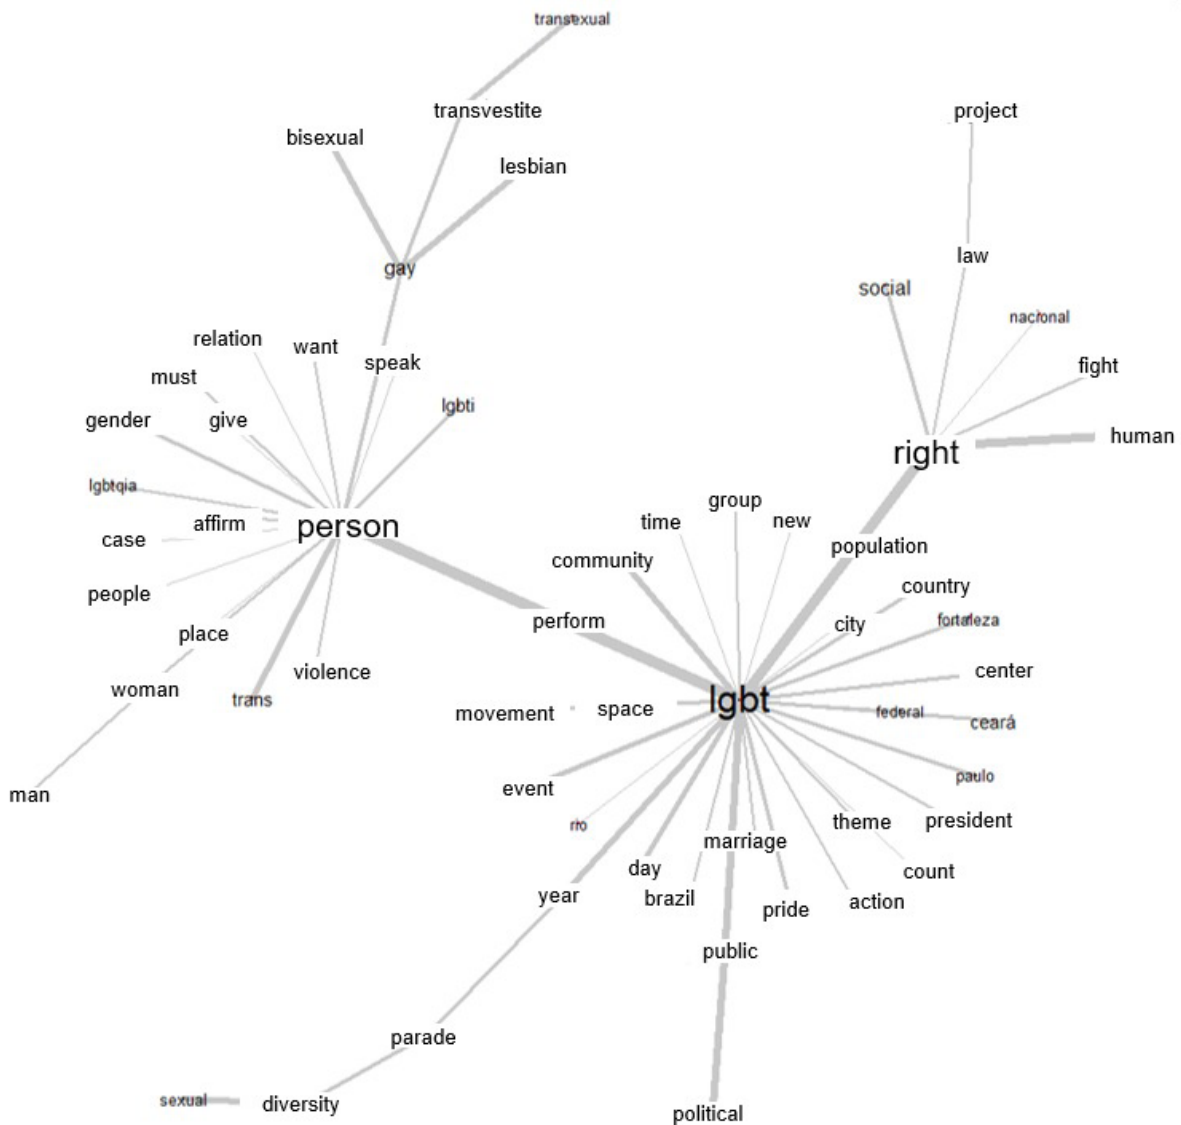 transexual
transvestite
project
bisexual
lesbian
law
gay
social
nacional
relation
want
speak
fight
must
lgbti
gender
give
human
right
lgbtqia
group
affirm
person
time
new
case
community
population
country
people
perform
city
fortaleza
place
violence
center
woman
trans
lgbt
movement
space
federal
ceará
event
paulo
man
rio
theme
president
marriage
day
count
year
brazil
pride
action
public
parade
sexual
diversity
political